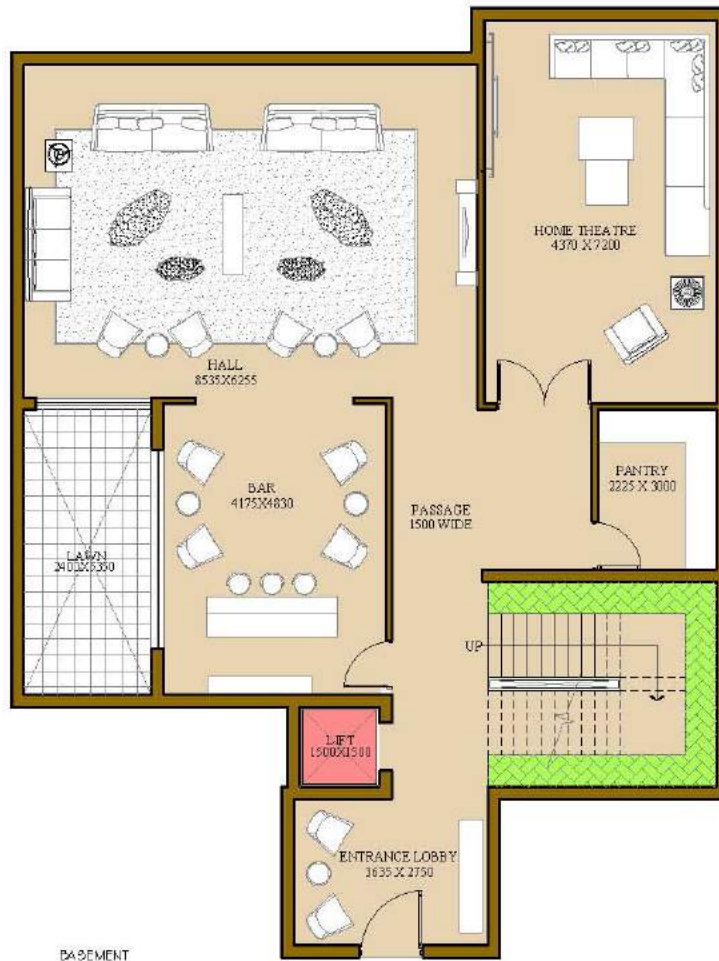 HOME THEATRE
4370 X 7200
HALL
8535X6255
BAR
4175X4830
PANTRY
2225 X 3000
PASSAGE
1500 WIDE
LAWN
2400X5350
UP
LIFT
1500X1500
ENTRANCE LOBBY
3635 X 2750
BASEMENT